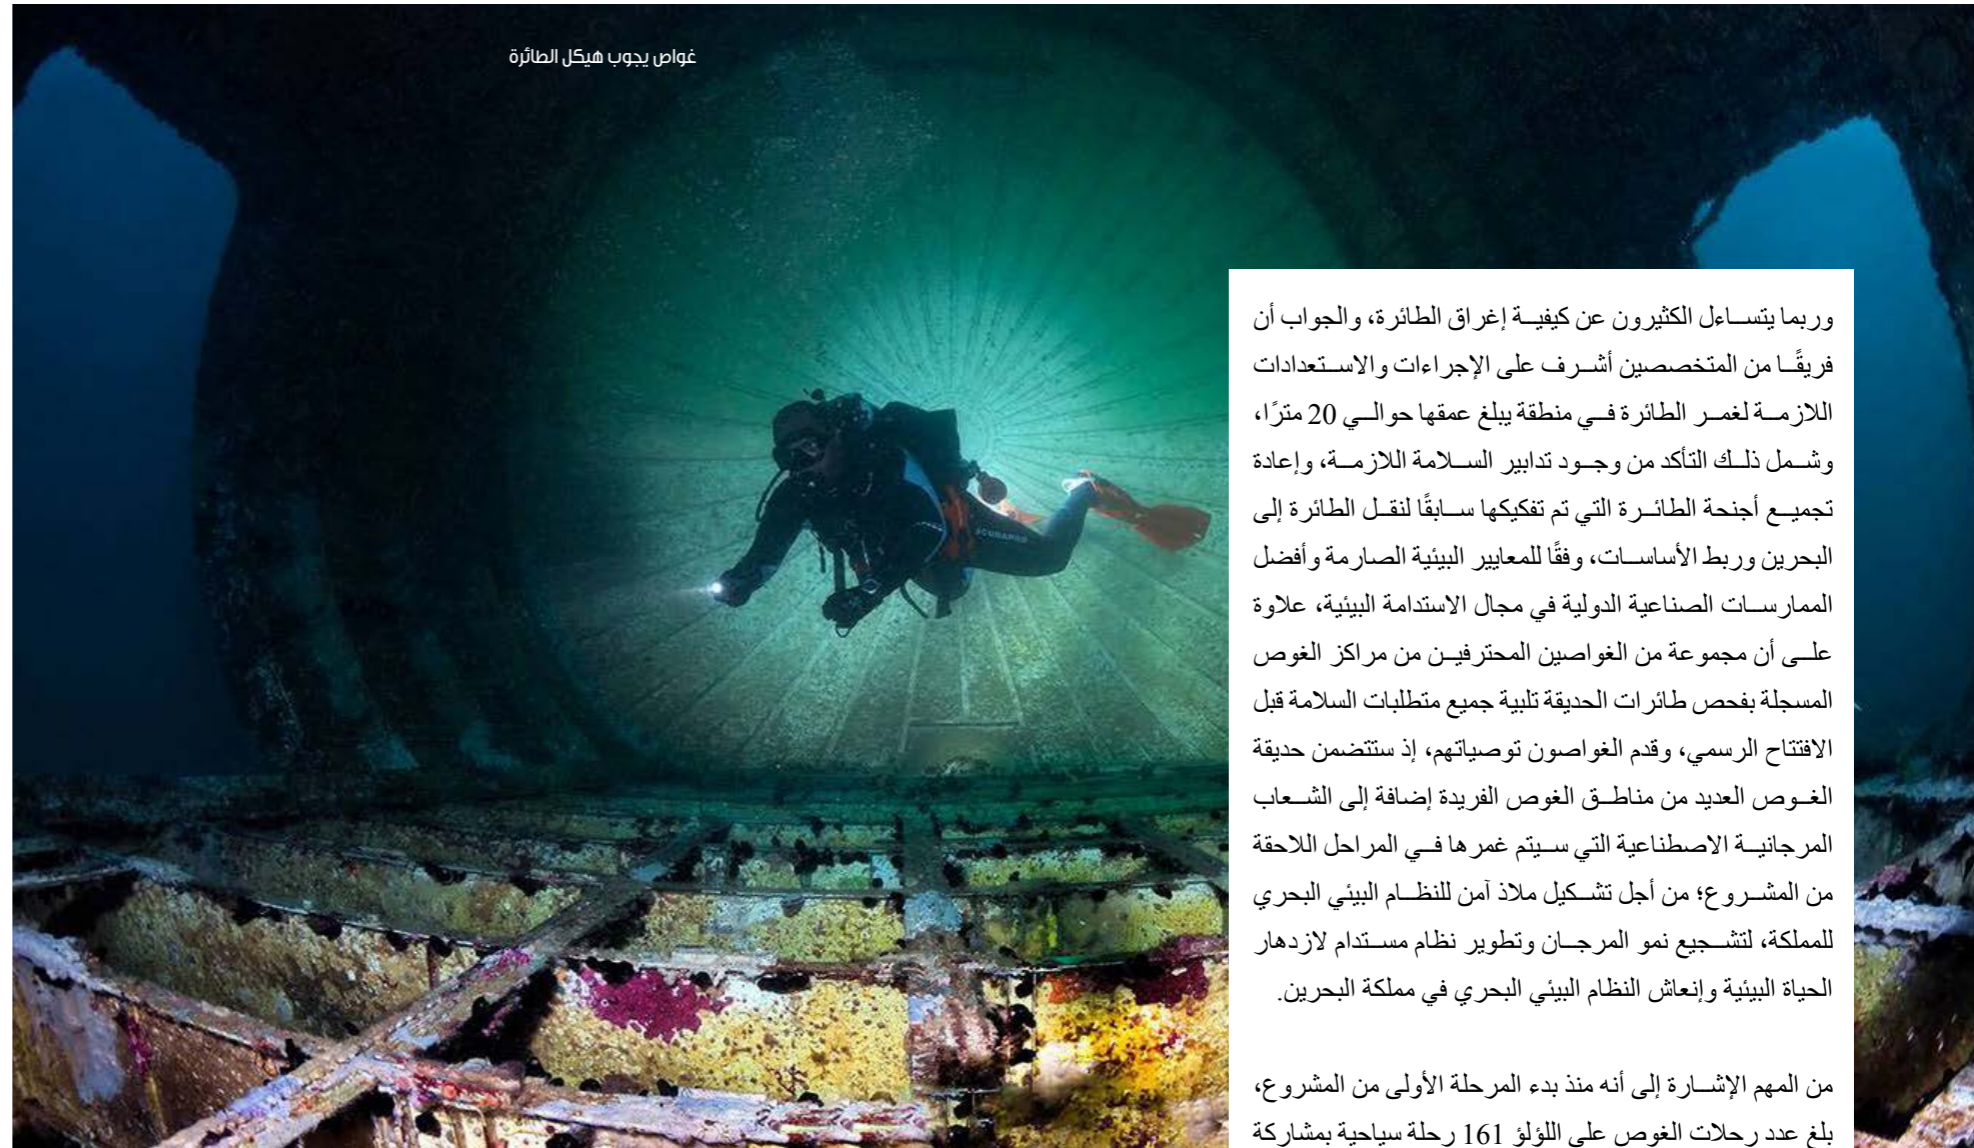 غواص يجوب هيكل الطائرة
وربما يتساءل الكثيرون عن كيفية إغراق الطائرة، والجواب أن
فريقًا من المتخصصين أشرف على الإجراءات والاستعدادات
اللازمة لغمر الطائرة في منطقة يبلغ عمقها حوالي 20 مترًا،
وشمل ذلك التأكد من وجود تدابير السلامة اللازمة، وإعادة
تجميع أجنحة الطائرة التي تم تفكيكها سابقًا لنقل الطائرة إلى
البحرين وربط الأساسات، وفقًا للمعايير البيئية الصارمة وأفضل
الممارسات الصناعية الدولية في مجال الاستدامة البيئية، علاوة
على أن مجموعة من الغواصين المحترفين من مراكز الغوص
المسجلة بفحص طائرات الحديقة تلبية جميع متطلبات السلامة قبل
الافتتاح الرسمي، وقدم الغواصون توصياتهم، إذ ستتضمن حديقة
الغوص العديد من مناطق الغوص الفريدة إضافة إلى الشعاب
المرجانية الاصطناعية التي سيتم غمرها في المراحل اللاحقة
من المشروع؛ من أجل تشكيل ملاذ آمن للنظام البيئي البحري
للمملكة، لتشجيع نمو المرجان وتطوير نظام مستدام لازدهار
الحياة البيئية وإنعاش النظام البيئي البحري في مملكة البحرين.
من المهم الإشارة إلى أنه منذ بدء المرحلة الأولى من المشروع،
بلغ عدد رحلات الغوص على اللؤلؤ 161 رحلة سياحية بمشاركة
SCUBAPRO